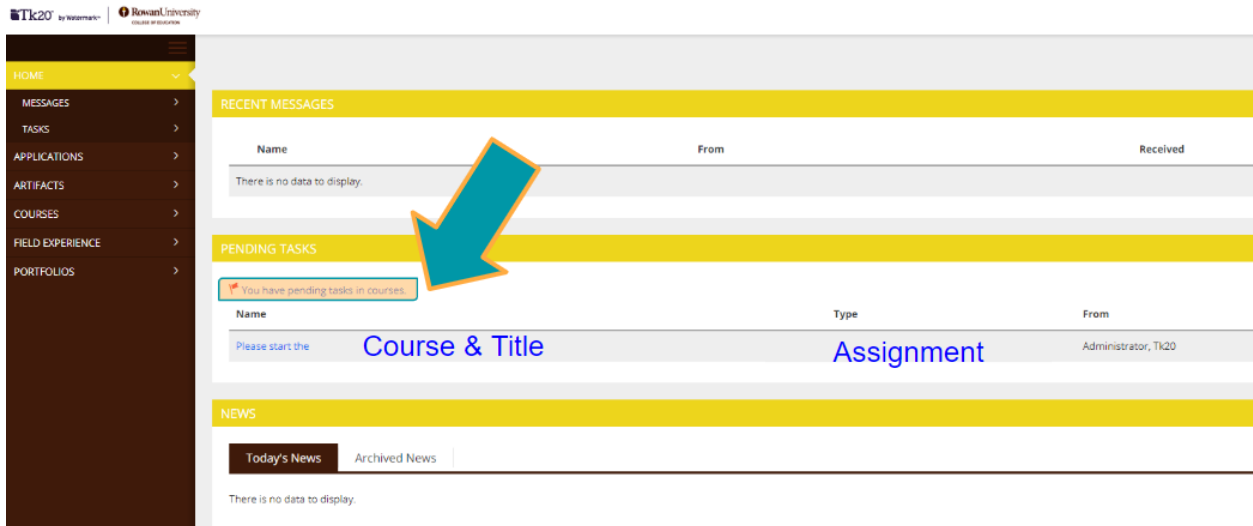 Tk20 by Watermark™ Rowan University
COLLEGE OF EDUCATION
HOME
MESSAGES
TASKS
APPLICATIONS
ARTIFACTS
COURSES
FIELD EXPERIENCE
PORTFOLIOS
RECENT MESSAGES
Name From Received
There is no data to display.
PENDING TASKS
You have pending tasks in courses.
Name Type From
Please start the Course & Title Assignment Administrator, Tk20
NEWS
Today's News Archived News
There is no data to display.